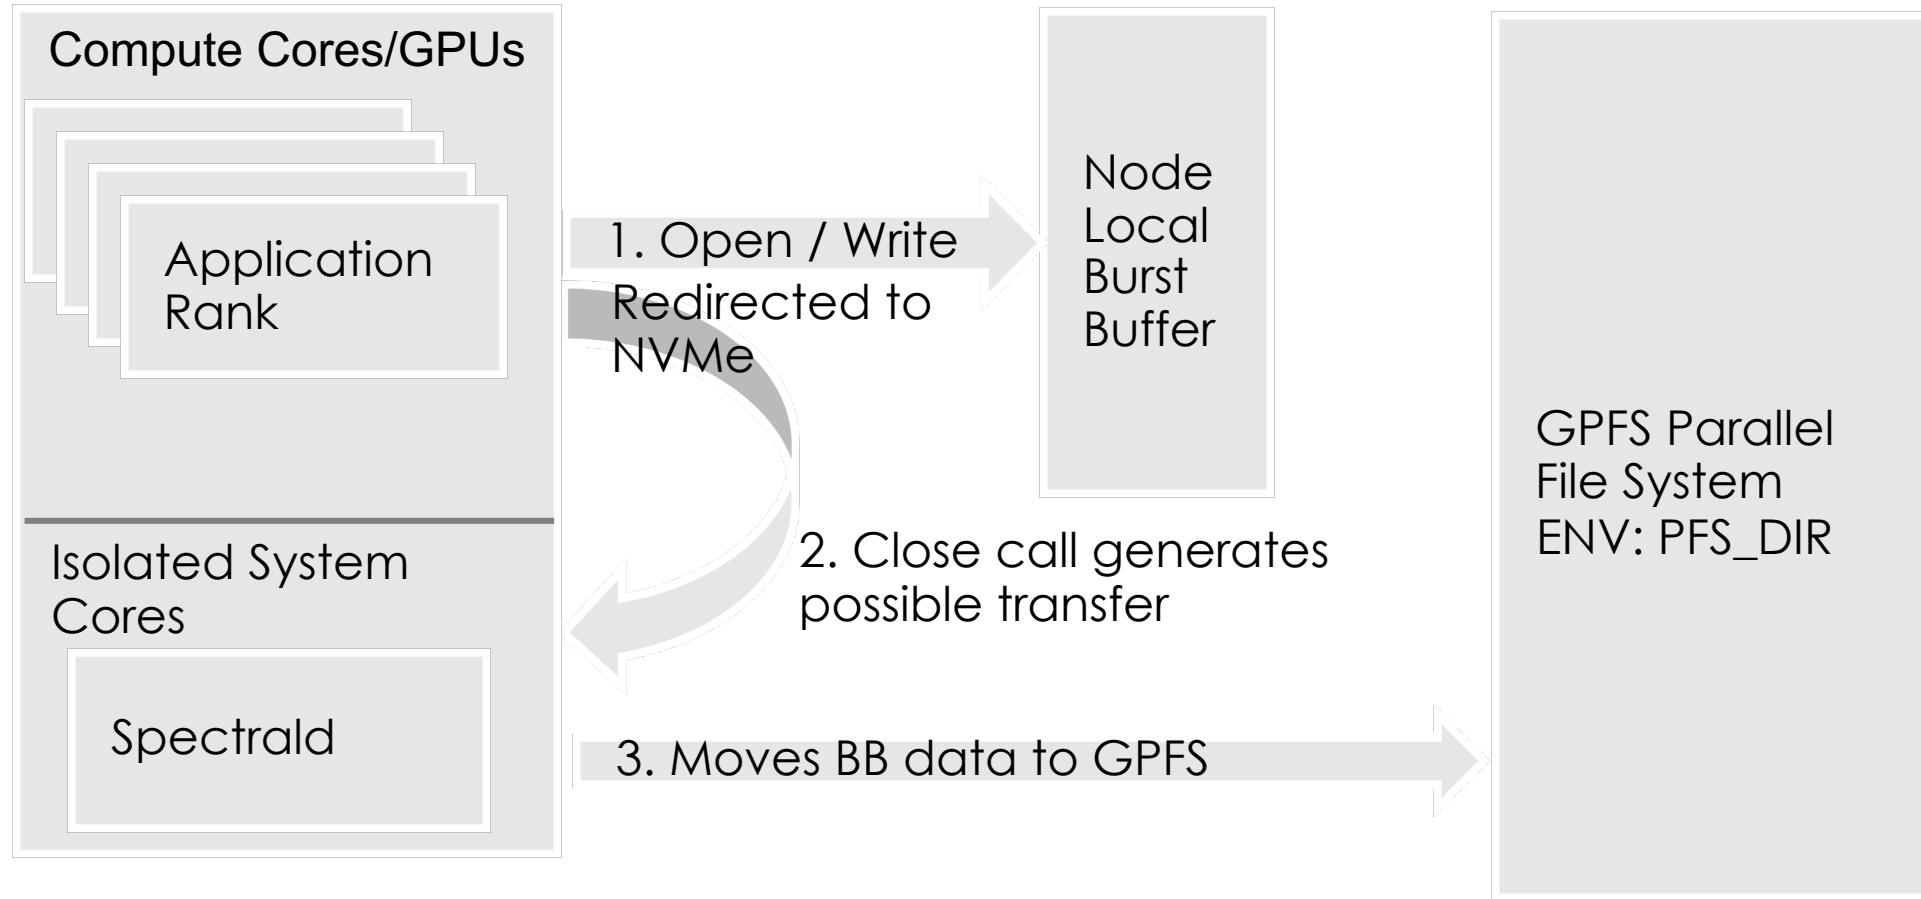 Compute Cores/GPUs
Application
Rank
Isolated System
Cores
Spectrald
1. Open / Write
Redirected to
NVMe
2. Close call generates
possible transfer
3. Moves BB data to GPFS
Node
Local
Burst
Buffer
GPFS Parallel
File System
ENV: PFS_DIR